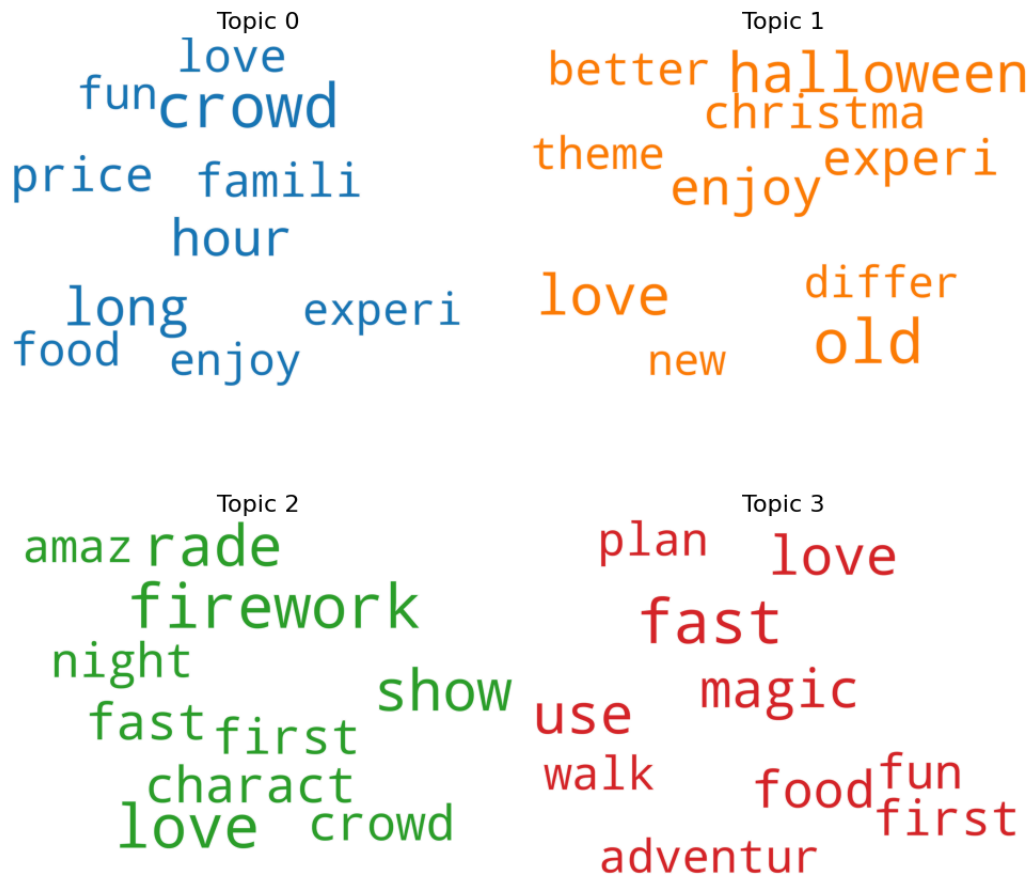 Topic 0
love
fun
crowd
price
famili
hour
long
experi
food
enjoy
Topic 1
better
halloween
christma
theme
experi
enjoy
love
differ
old
new
Topic 2
amaz
rade
firework
night
show
fast
first
charact
love
crowd
Topic 3
plan
love
fast
magic
use
walk
food
fun
first
adventur